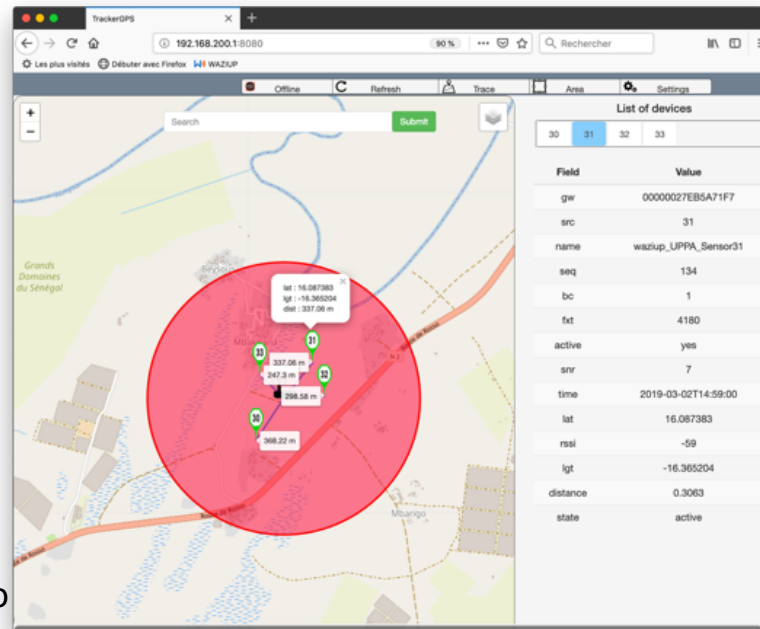 TrackerGPS
192.168.200.1:8080
90 %
Rechercher
Les plus visités Débuter avec Firefox WAZIUP
Offline Refresh Trace Area Settings
Search Submit
List of devices
30 31 32 33
Field Value
gw 00000027EB5A71F7
src 31
name waziup_UPPA_Sensor31
seq 134
bc 1
fxt 4180
active yes
snr 7
time 2019-03-02T14:59:00
lat 16.087383
rssi -59
lgt -16.365204
distance 0.3063
state active
Grands
Domaines
du Sénégal
lat : 16.087383
lgt : -16.365204
dist : 337.06 m
31
33
337.06 m
247.3 m
32
298.58 m
30
368.22 m
N 2
Mbarigo
o